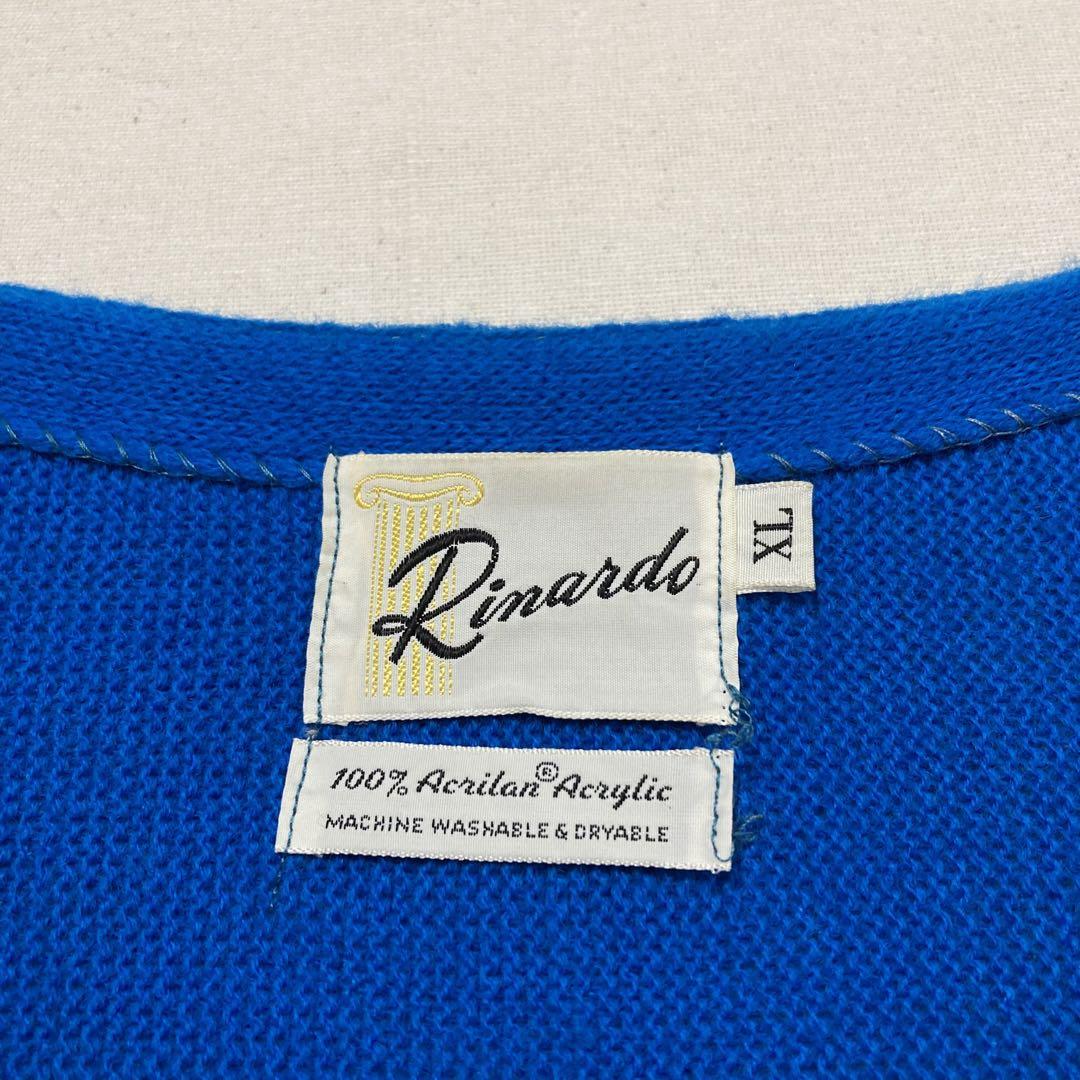 Rinardo
XL
100% Acrilan® Acrylic
MACHINE WASHABLE & DRYABLE